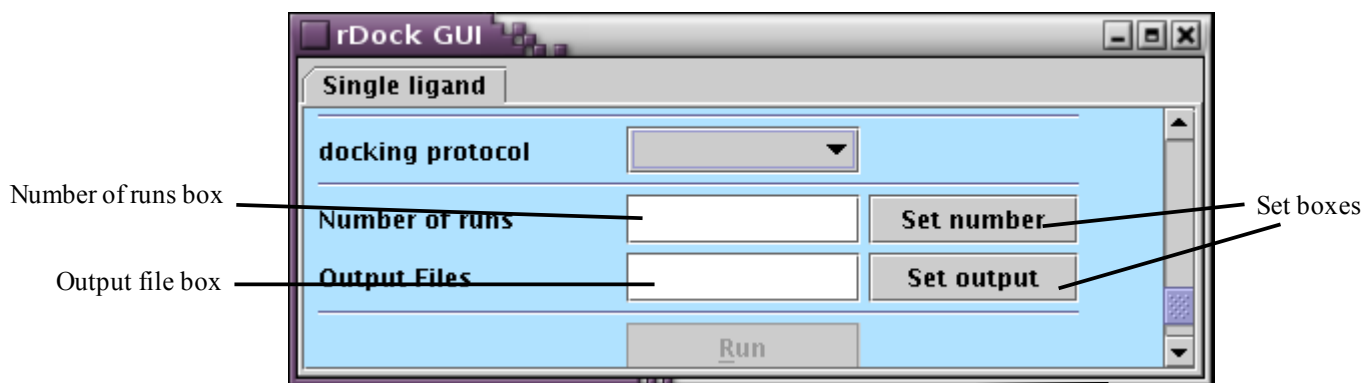 rDock GUI
Single ligand
docking protocol
Number of runs box
Number of runs
Set number
Set boxes
Output file box
Output Files
Set output
Run